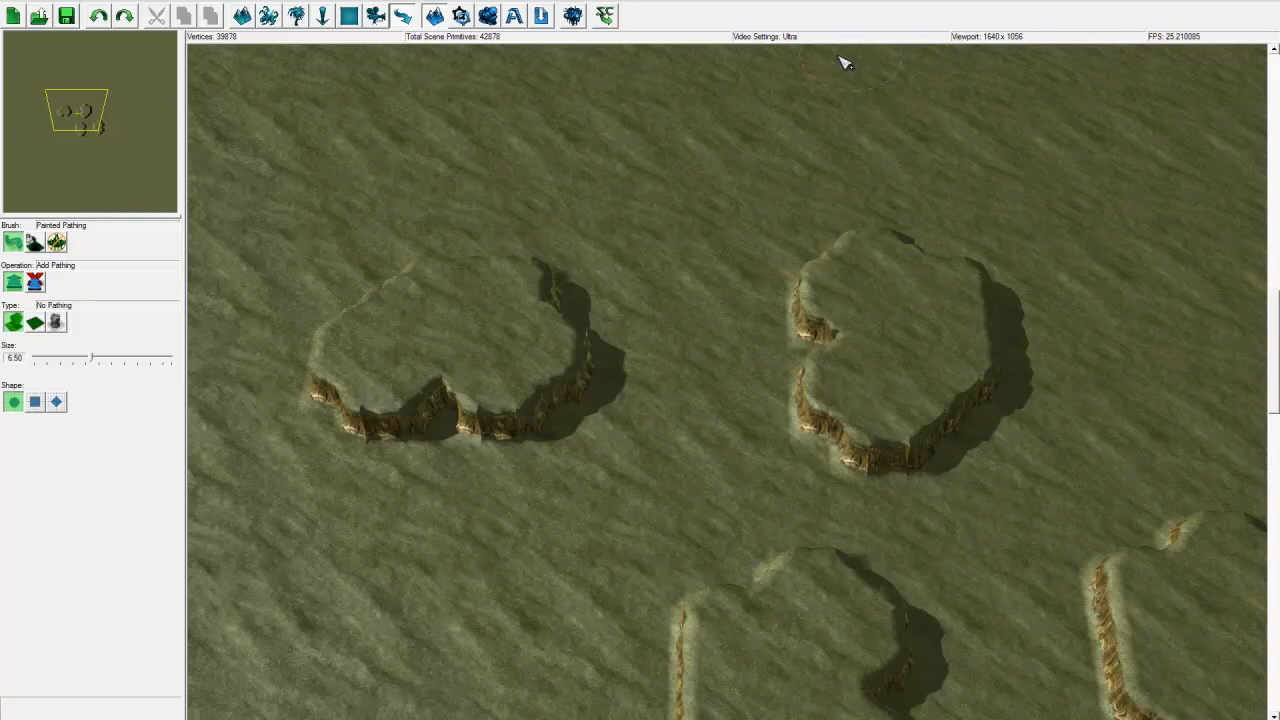 Vertices: 39878 Total Scene Primitives: 42878 Video Settings: Ultra Viewport: 1640 x 1056 FPS: 25.210085
Brush: Painted Pathing
Operation: Add Pathing
Type: No Pathing
Size:
6.50
Shape: